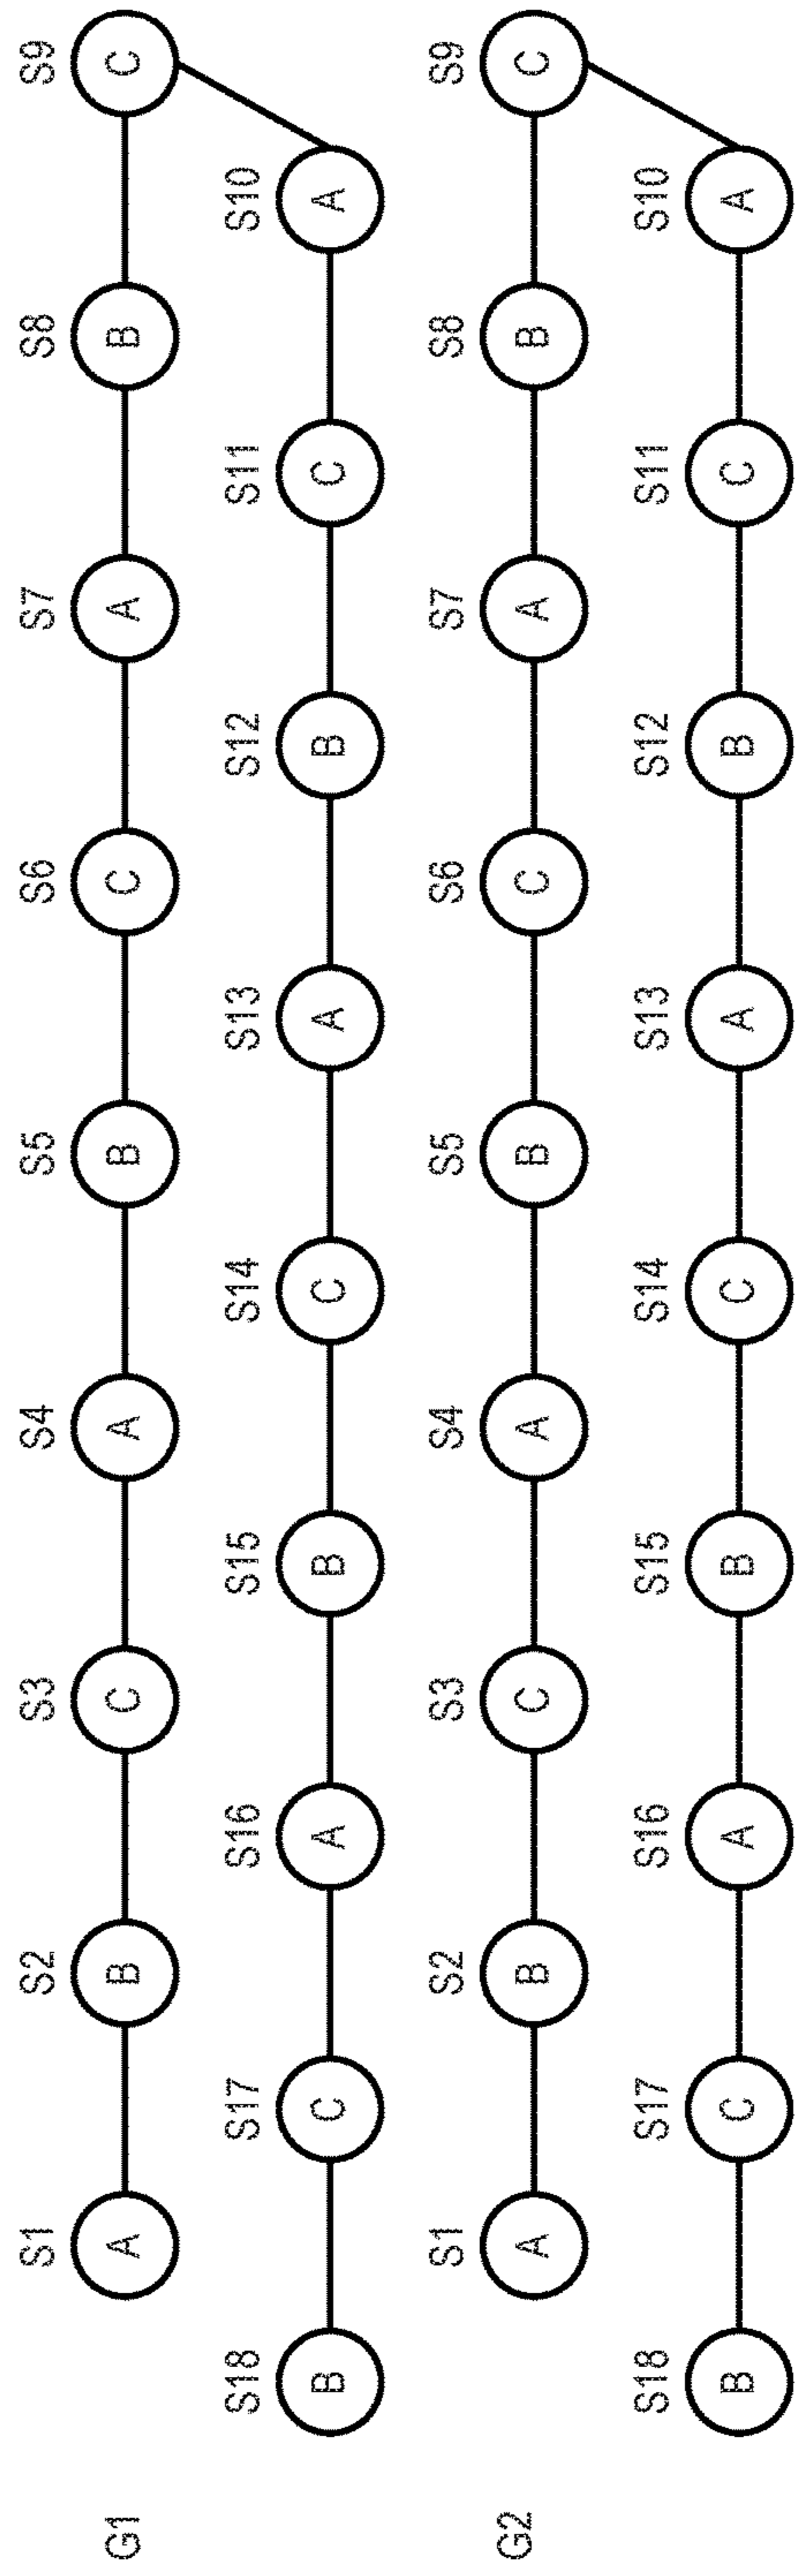 S1 S2 S3 S4 S5 S6 S7 S8 S9
G1 A B C A B C A B C
S18 S17 S16 S15 S14 S13 S12 S11 S10
B C A B C A B C A
S1 S2 S3 S4 S5 S6 S7 S8 S9
G2 A B C A B C A B C
S18 S17 S16 S15 S14 S13 S12 S11 S10
B C A B C A B C A